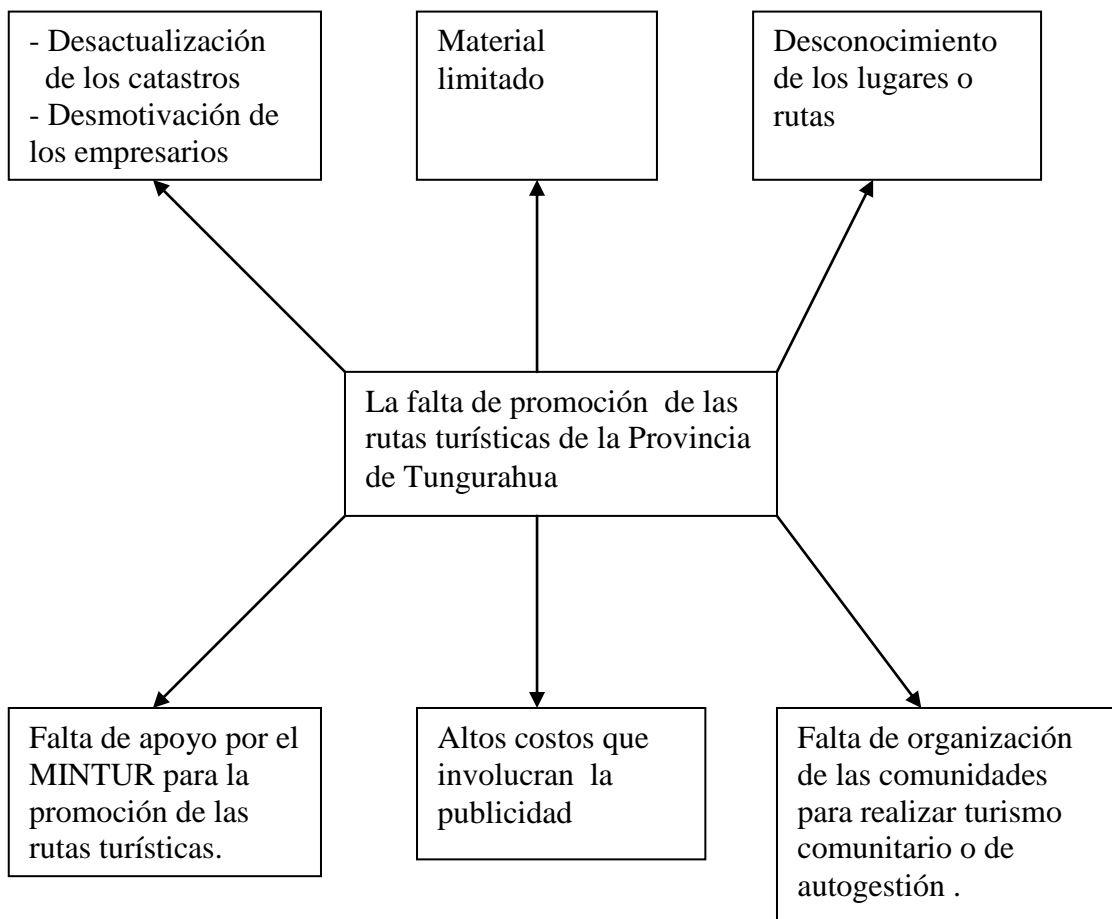 - Desactualización
de los catastros
- Desmotivación de
los empresarios
Material
limitado
Desconocimiento
de los lugares o
rutas
La falta de promoción  de las
rutas turísticas de la Provincia
de Tungurahua
Falta de apoyo por el
MINTUR para la
promoción de las
rutas turísticas.
Altos costos que
involucran  la
publicidad
Falta de organización
de las comunidades
para realizar turismo
comunitario o de
autogestión .